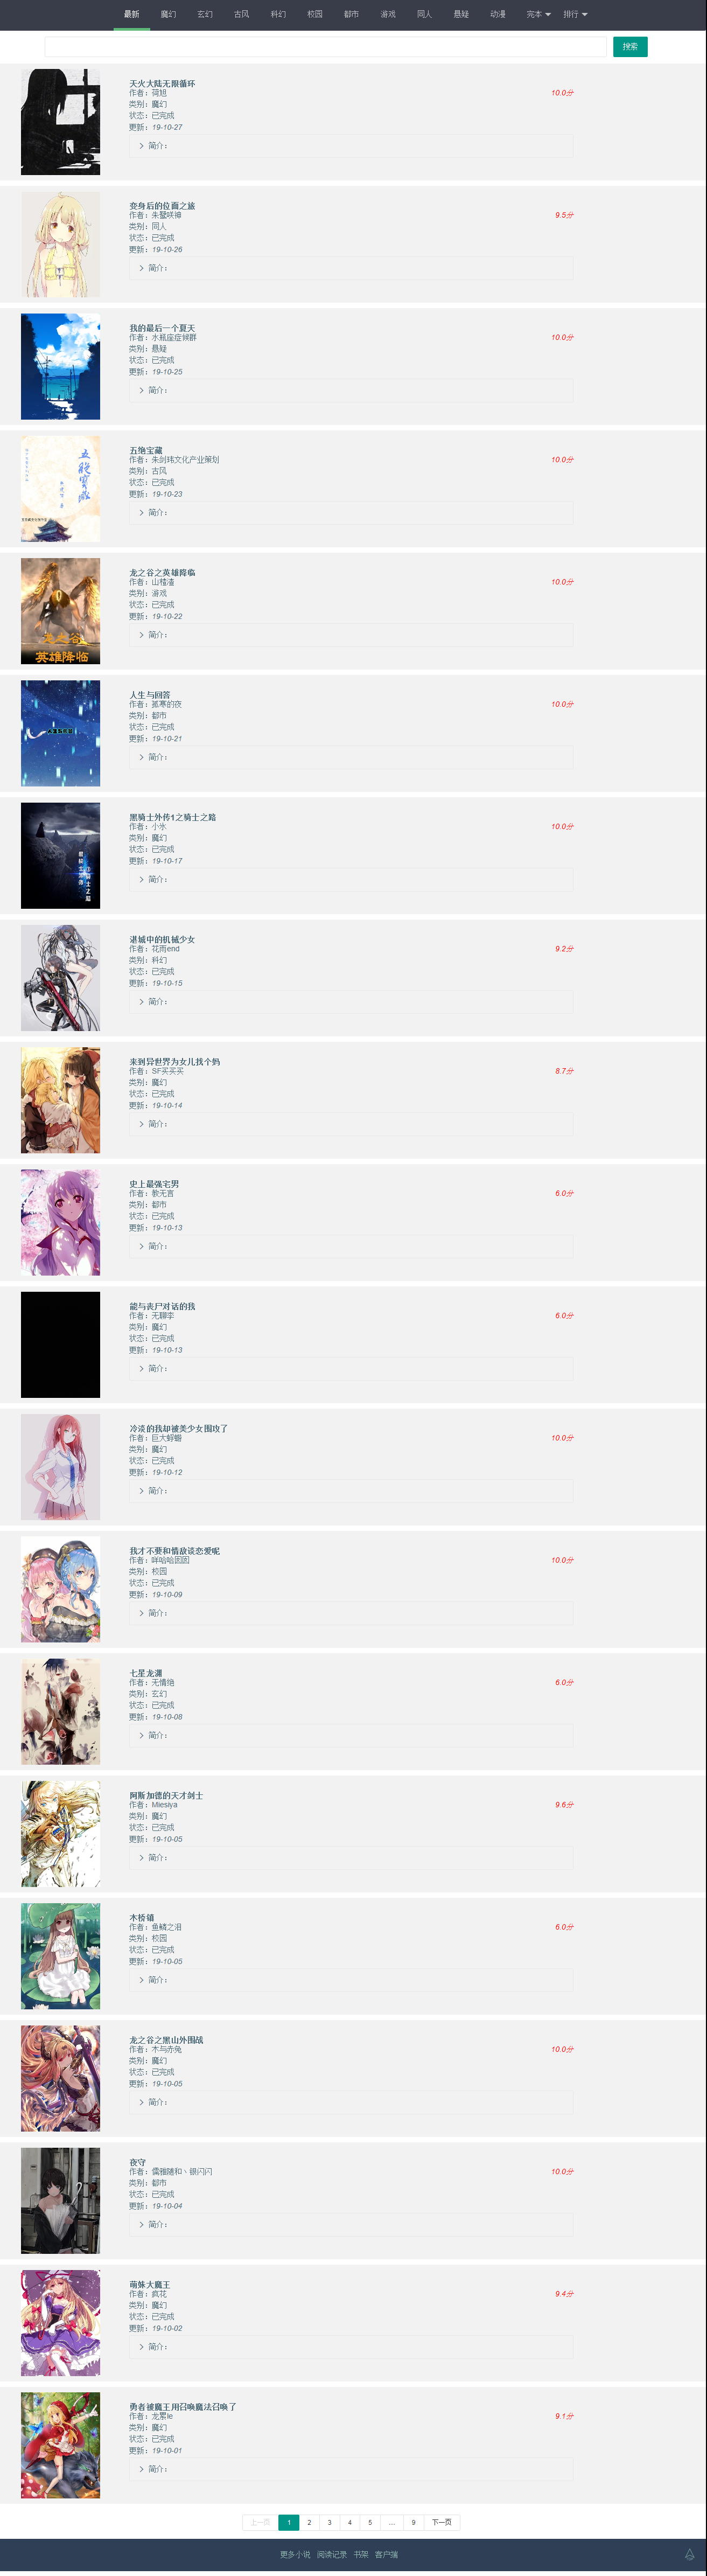 最新 魔幻 玄幻 古风 科幻 校园 都市 游戏 同人 悬疑 动漫 完本 排行
搜索
天火大陆无限循环
作者：荷旭
10.0分
类别：魔幻
状态：已完成
更新：19-10-27
简介：
变身后的位面之旅
作者：朱鹭咲神
9.5分
类别：同人
状态：已完成
更新：19-10-26
简介：
我的最后一个夏天
作者：水瓶座症候群
10.0分
类别：悬疑
状态：已完成
更新：19-10-25
简介：
五绝宝藏
作者：朱剑玮文化产业策划
10.0分
类别：古风
状态：已完成
更新：19-10-23
简介：
龙之谷之英雄降临
作者：山楂渣
10.0分
类别：游戏
状态：已完成
更新：19-10-22
简介：
英雄降临
人生与回答
作者：孤寒的夜
10.0分
类别：都市
状态：已完成
更新：19-10-21
简介：
黑骑士外传1之骑士之路
作者：小氷
10.0分
类别：魔幻
状态：已完成
更新：19-10-17
简介：
湛城中的机械少女
作者：花雨end
9.2分
类别：科幻
状态：已完成
更新：19-10-15
简介：
来到异世界为女儿找个妈
作者：SF买买买
8.7分
类别：魔幻
状态：已完成
更新：19-10-14
简介：
史上最强宅男
作者：教无言
6.0分
类别：都市
状态：已完成
更新：19-10-13
简介：
能与丧尸对话的我
作者：无聊李
6.0分
类别：魔幻
状态：已完成
更新：19-10-13
简介：
冷淡的我却被美少女围攻了
作者：巨大蜉蝣
10.0分
类别：魔幻
状态：已完成
更新：19-10-12
简介：
我才不要和情敌谈恋爱呢
作者：咩哈哈囡囡
10.0分
类别：校园
状态：已完成
更新：19-10-09
简介：
七星龙渊
作者：无情绝
6.0分
类别：玄幻
状态：已完成
更新：19-10-08
简介：
阿斯加德的天才剑士
作者：Miesiya
9.6分
类别：魔幻
状态：已完成
更新：19-10-05
简介：
木桥镇
作者：鱼鳞之泪
6.0分
类别：校园
状态：已完成
更新：19-10-05
简介：
龙之谷之黑山外围战
作者：木与赤兔
10.0分
类别：魔幻
状态：已完成
更新：19-10-05
简介：
夜守
作者：儒雅随和丶银闪闪
10.0分
类别：都市
状态：已完成
更新：19-10-04
简介：
萌妹大魔王
作者：疯花
9.4分
类别：魔幻
状态：已完成
更新：19-10-02
简介：
勇者被魔王用召唤魔法召唤了
作者：龙累le
9.1分
类别：魔幻
状态：已完成
更新：19-10-01
简介：
上一页 1 2 3 4 5 … 9 下一页
更多小说 阅读记录 书架 客户端